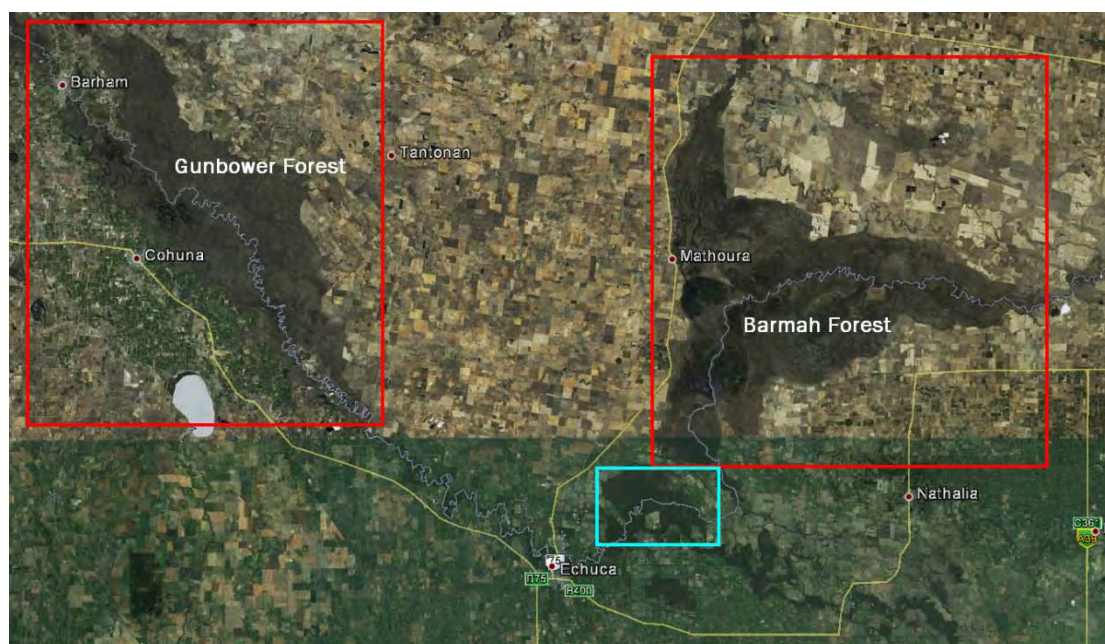 Barham
Gunbower Forest
Tantonan
Cohuna
Mathoura
Barmah Forest
Nathalia
75
Echuca
B75
B400
C361
A39